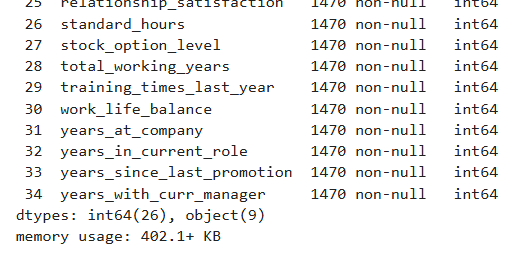 25 relationship_satisfaction 1470 non-null int64
26 standard_hours 1470 non-null int64
27 stock_option_level 1470 non-null int64
28 total_working_years 1470 non-null int64
29 training_times_last_year 1470 non-null int64
30 work_life_balance 1470 non-null int64
31 years_at_company 1470 non-null int64
32 years_in_current_role 1470 non-null int64
33 years_since_last_promotion 1470 non-null int64
34 years_with_curr_manager 1470 non-null int64
dtypes: int64(26), object(9)
memory usage: 402.1+ KB